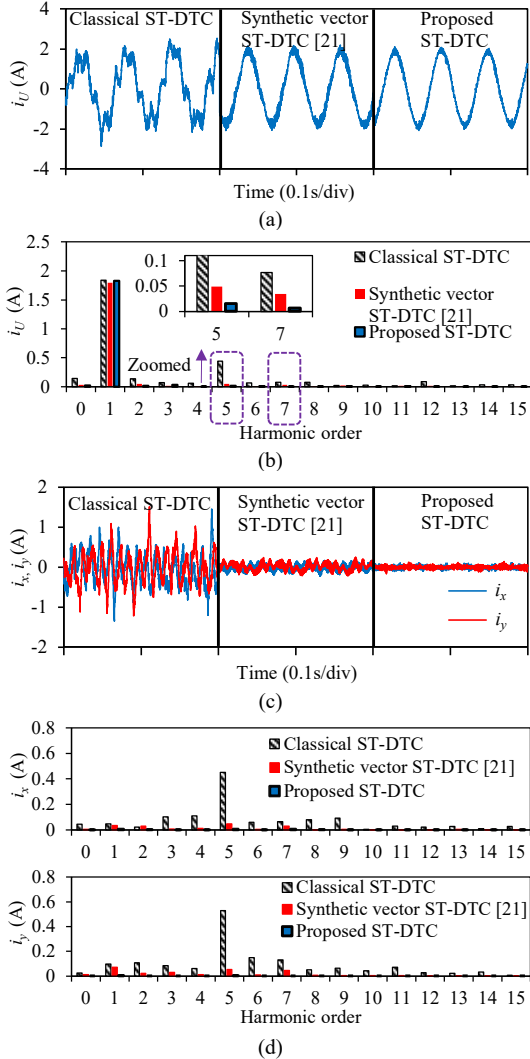 4
2
0
-2
-4
i_U (A)
Classical ST-DTC
Synthetic vector
ST-DTC [21]
Proposed
ST-DTC
Time (0.1s/div)
(a)
2.5
2
1.5
1
0.5
0
i_U (A)
0.1
0.05
0
5 7
Classical ST-DTC
Synthetic vector
ST-DTC [21]
Proposed ST-DTC
Zoomed
0 1 2 3 4 5 6 7 8 9 10 11 12 13 14 15
Harmonic order
(b)
2
1
0
-1
-2
i_x, i_y (A)
Classical ST-DTC
Synthetic vector
ST-DTC [21]
Proposed
ST-DTC
i_x
i_y
Time (0.1s/div)
(c)
0.8
0.6
0.4
0.2
0
i_x (A)
Classical ST-DTC
Synthetic vector ST-DTC [21]
Proposed ST-DTC
0 1 2 3 4 5 6 7 8 9 10 11 12 13 14 15
0.8
0.6
0.4
0.2
0
i_y (A)
Classical ST-DTC
Synthetic vector ST-DTC [21]
Proposed ST-DTC
0 1 2 3 4 5 6 7 8 9 10 11 12 13 14 15
Harmonic order
(d)